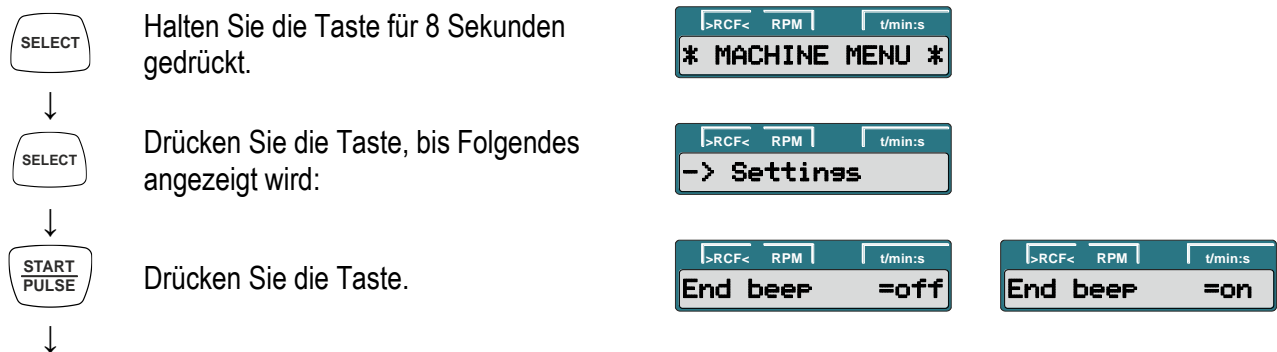 SELECT
Halten Sie die Taste für 8 Sekunden
gedrückt.
>RCF< RPM t/min:s
* MACHINE MENU *
↓
SELECT
Drücken Sie die Taste, bis Folgendes
angezeigt wird:
>RCF< RPM t/min:s
-> Settings
↓
START
PULSE
Drücken Sie die Taste.
>RCF< RPM t/min:s
End beep =off
>RCF< RPM t/min:s
End beep =on
↓